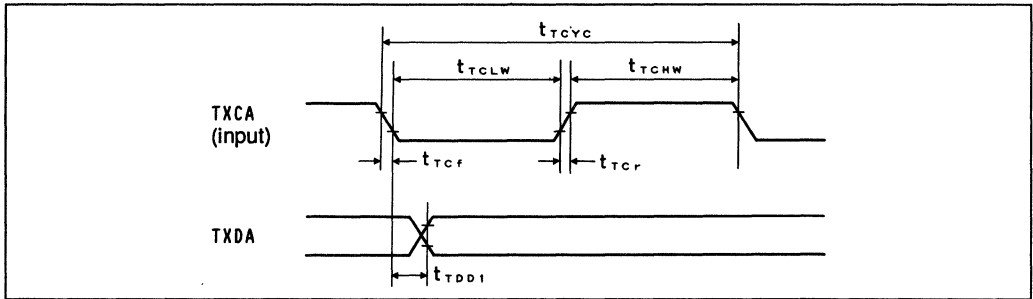 tTCYC
tTCLW
tTCHW
TXCA
(input)
tTCf
tTCr
TXDA
tTDD1